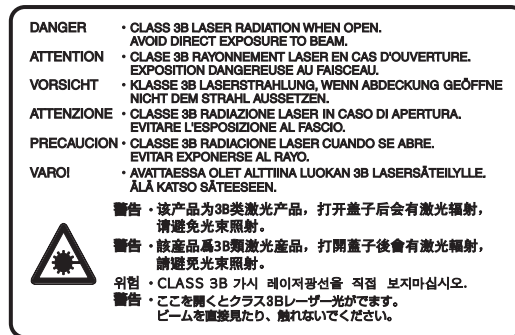 DANGER · CLASS 3B LASER RADIATION WHEN OPEN.
AVOID DIRECT EXPOSURE TO BEAM.
ATTENTION · CLASE 3B RAYONNEMENT LASER EN CAS D'OUVERTURE.
EXPOSITION DANGEREUSE AU FAISCEAU.
VORSICHT · KLASSE 3B LASERSTRAHLUNG, WENN ABDECKUNG GEÖFFNE
NICHT DEM STRAHL AUSSETZEN.
ATTENZIONE · CLASSE 3B RADIAZIONE LASER IN CASO DI APERTURA.
EVITARE L'ESPOSIZIONE AL FASCIO.
PRECAUCION · CLASSE 3B RADIACIONE LASER CUANDO SE ABRE.
EVITAR EXPONERSE AL RAYO.
VAROI · AVATTAESSA OLET ALTTIINA LUOKAN 3B LASERSÄTEILYLLE.
ÄLÄ KATSO SÄTEESEEN.
警告 · 该产品为3B类激光产品，打开盖子后会有激光辐射，
请避免光束照射。
警告 · 該産品爲3B類激光産品，打開蓋子後會有激光輻射，
請避免光束照射。
위험 · CLASS 3B 가시 레이저광선을 직접 보지마십시오.
警告 · ここを開くとクラス3Bレーザー光がでます。
ビームを直接見たり、触れないでください。